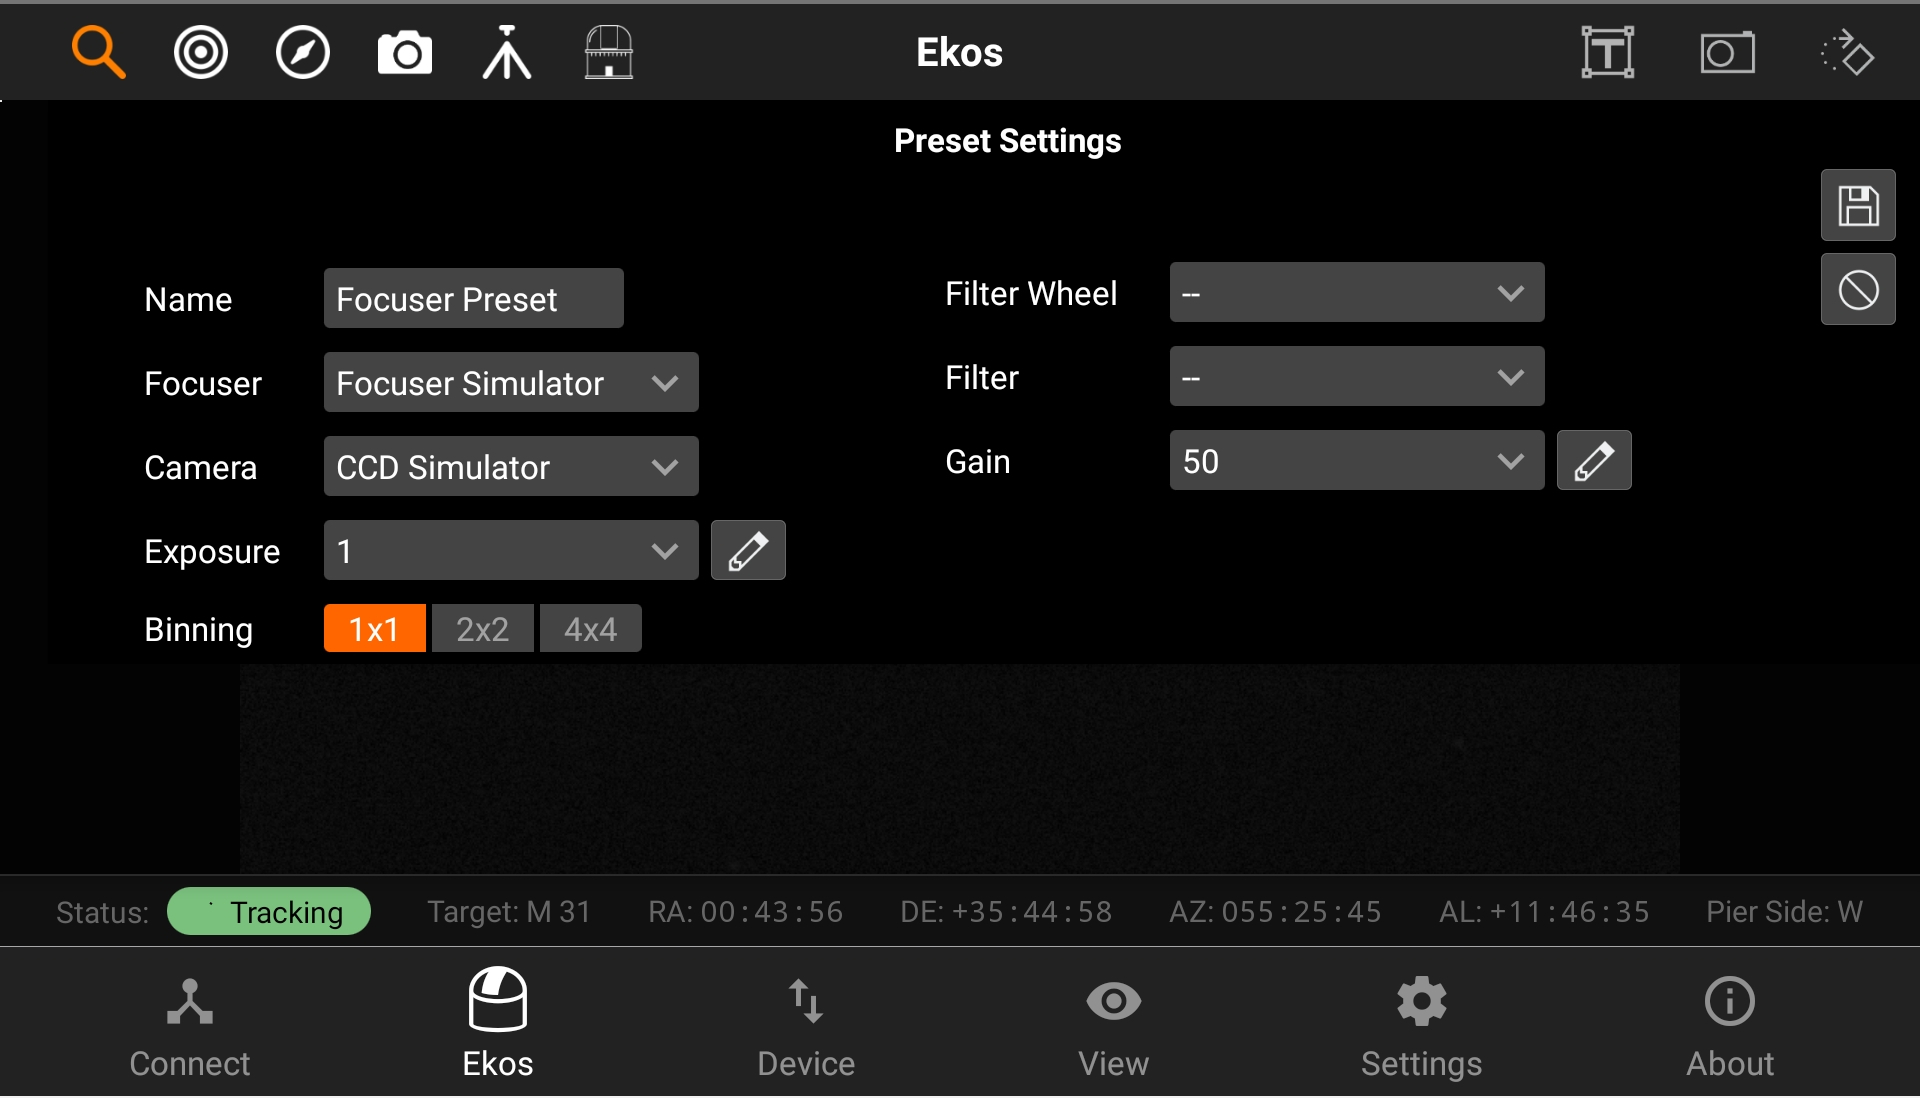 Ekos
Preset Settings
Name Focuser Preset
Focuser Focuser Simulator
Camera CCD Simulator
Exposure 1
Binning 1x1 2x2 4x4
Filter Wheel --
Filter --
Gain 50
Status: Tracking Target: M 31 RA: 00:43:56 DE: +35:44:58 AZ: 055:25:45 AL: +11:46:35 Pier Side: W
Connect Ekos Device View Settings About